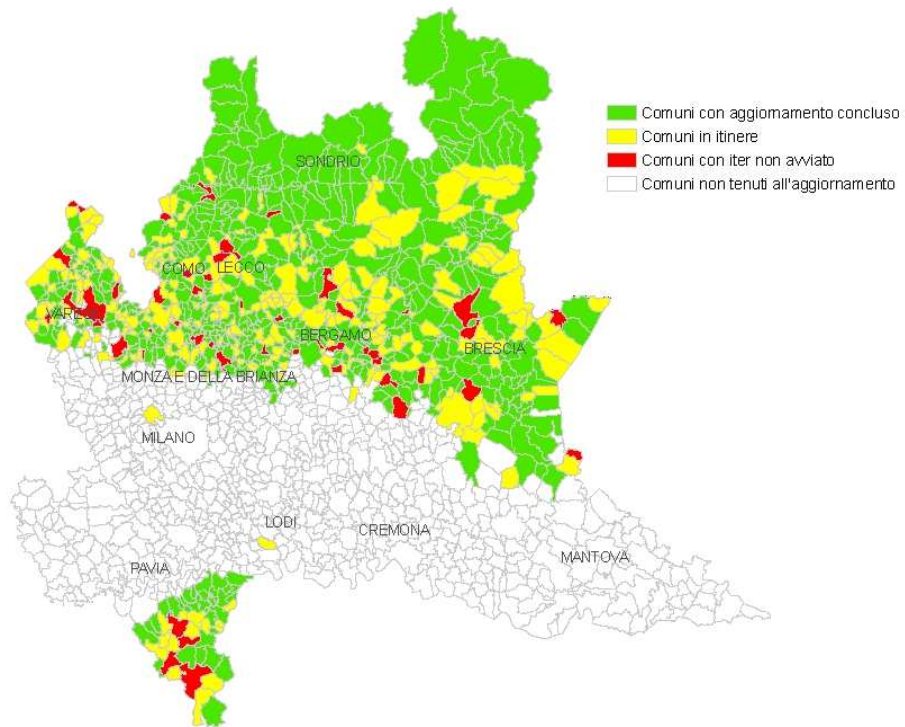 Comuni con aggiornamento concluso
Comuni in itinere
Comuni con iter non avviato
Comuni non tenuti all'aggiornamento
SONDRIO
COMO
LECCO
VARESE
BERGAMO
BRESCIA
MONZA E DELLA BRIANZA
MILANO
LODI
CREMONA
MANTOVA
PAVIA